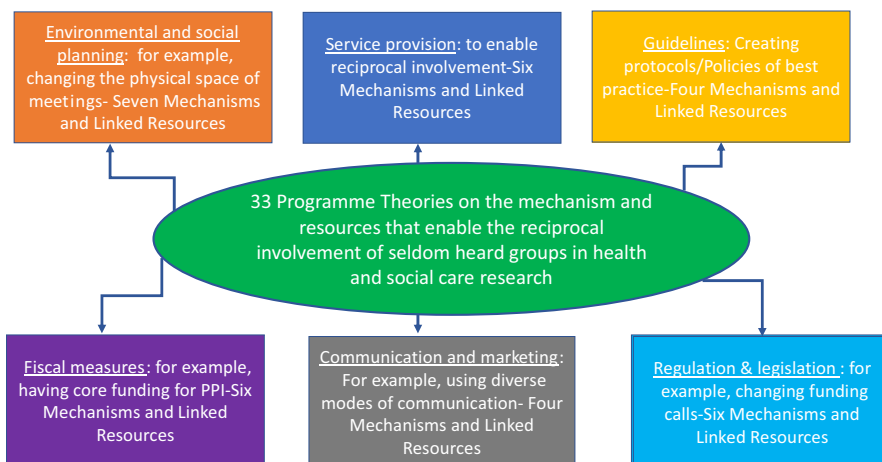 Environmental and social
planning:  for example,
changing the physical space of
meetings- Seven Mechanisms
and Linked Resources
Service provision: to enable
reciprocal involvement-Six
Mechanisms and Linked
Resources
Guidelines: Creating
protocols/Policies of best
practice-Four Mechanisms and
Linked Resources
33 Programme Theories on the mechanism and
resources that enable the reciprocal
involvement of seldom heard groups in health
and social care research
Fiscal measures: for example,
having core funding for PPI-Six
Mechanisms and Linked
Resources
Communication and marketing:
For example, using diverse
modes of communication- Four
Mechanisms and Linked
Resources
Regulation & legislation : for
example, changing funding
calls-Six Mechanisms and
Linked Resources